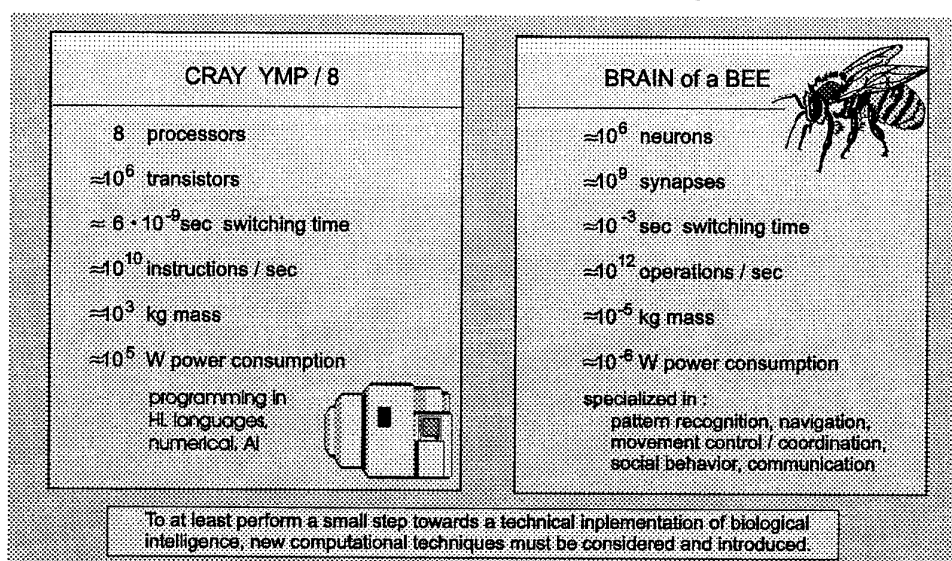 CRAY YMP / 8
8 processors
≈10⁶ transistors
≈ 6 · 10⁻⁹sec switching time
≈10¹⁰ instructions / sec
≈10³ kg mass
≈10⁵ W power consumption
programming in
HL languages,
numerical, AI
BRAIN of a BEE
≈10⁶ neurons
≈10⁹ synapses
≈10⁻³ sec switching time
≈10¹² operations / sec
≈10⁻⁵ kg mass
≈10⁻⁶ W power consumption
specialized in :
pattern recognition, navigation,
movement control / coordination,
social behavior, communication
To at least perform a small step towards a technical inplementation of biological
intelligence, new computational techniques must be considered and introduced.